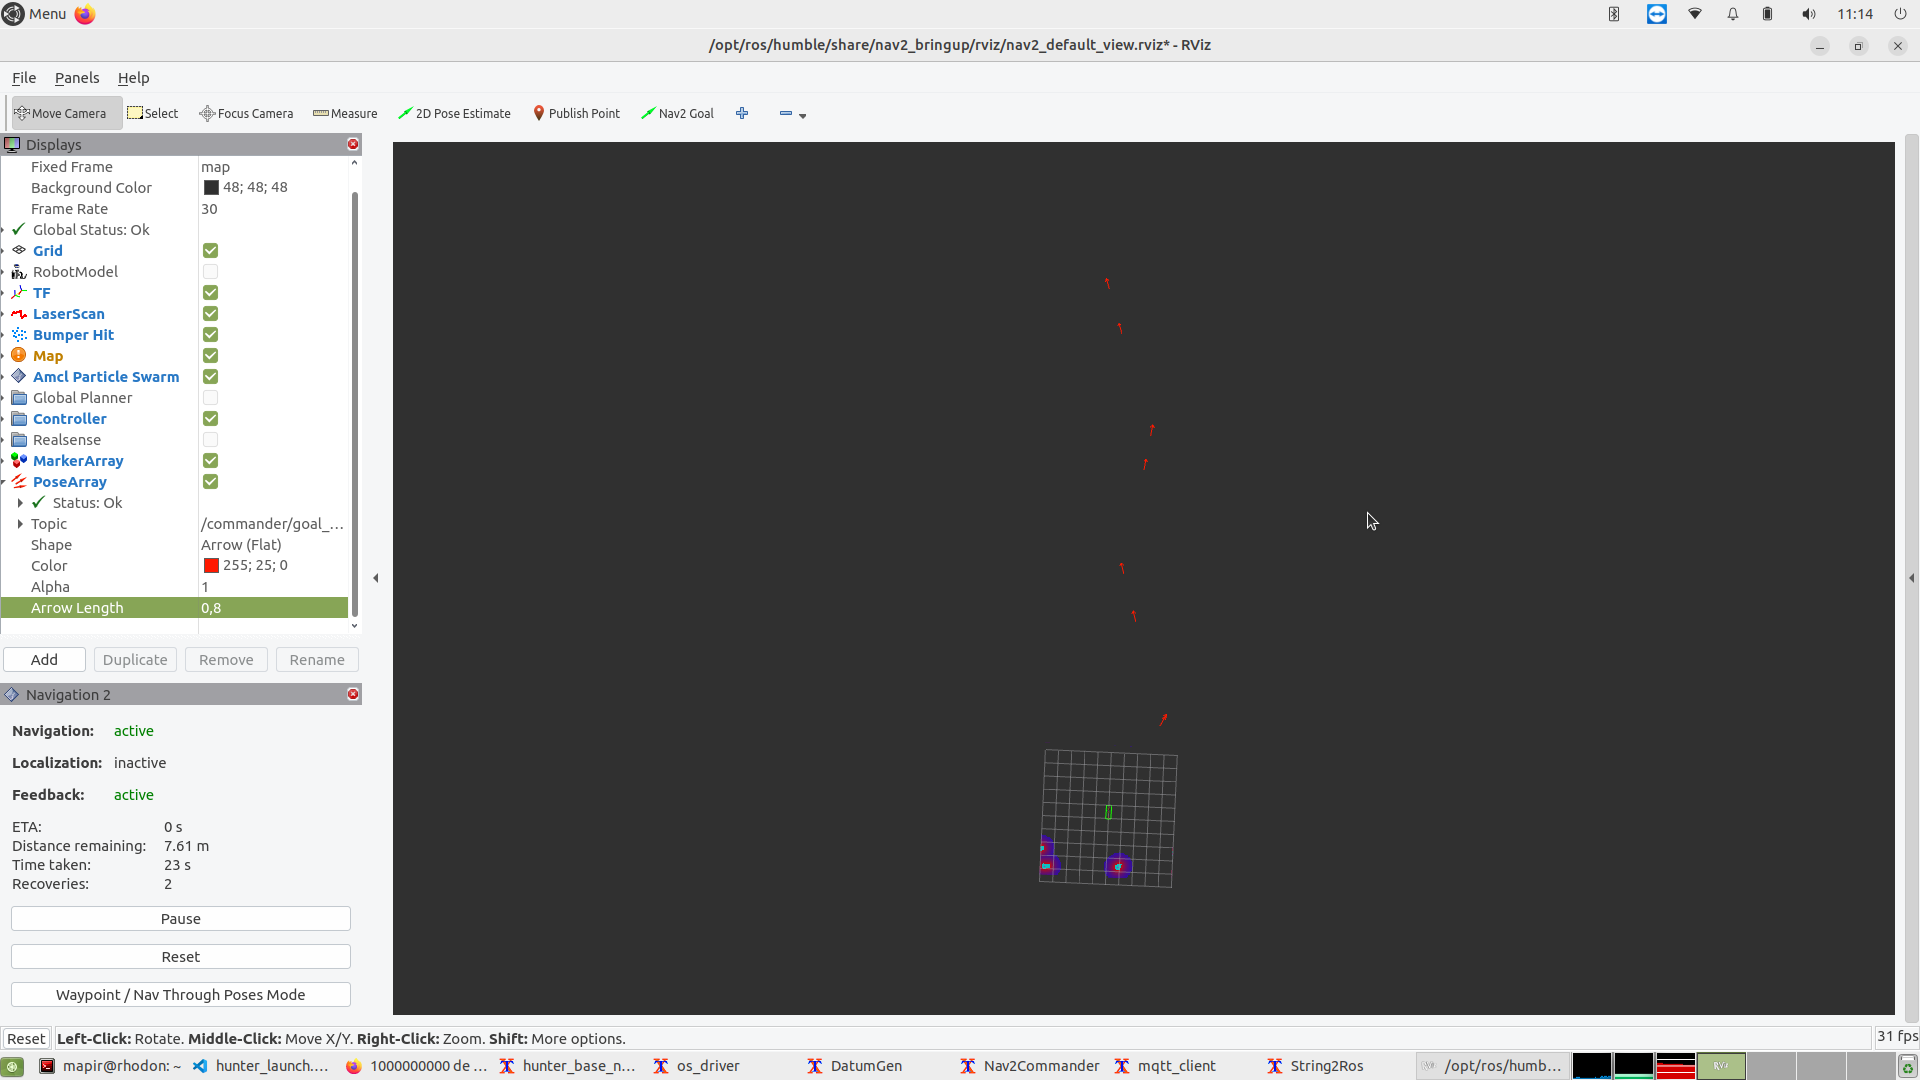 Menu
11:14
/opt/ros/humble/share/nav2_bringup/rviz/nav2_default_view.rviz* - RViz
File Panels Help
Move Camera Select Focus Camera Measure 2D Pose Estimate Publish Point Nav2 Goal
Displays
Fixed Frame map
Background Color 48; 48; 48
Frame Rate 30
Global Status: Ok
Grid
RobotModel
TF
LaserScan
Bumper Hit
Map
Amcl Particle Swarm
Global Planner
Controller
Realsense
MarkerArray
PoseArray
Status: Ok
Topic /commander/goal_...
Shape Arrow (Flat)
Color 255; 25; 0
Alpha 1
Arrow Length 0,8
Add Duplicate Remove Rename
Navigation 2
Navigation: active
Localization: inactive
Feedback: active
ETA: 0 s
Distance remaining: 7.61 m
Time taken: 23 s
Recoveries: 2
Pause
Reset
Waypoint / Nav Through Poses Mode
Reset Left-Click: Rotate. Middle-Click: Move X/Y. Right-Click: Zoom. Shift: More options. 31 fps
mapir@rhodon: ~ hunter_launch.... 1000000000 de ... hunter_base_n... os_driver DatumGen Nav2Commander mqtt_client String2Ros /opt/ros/humb...